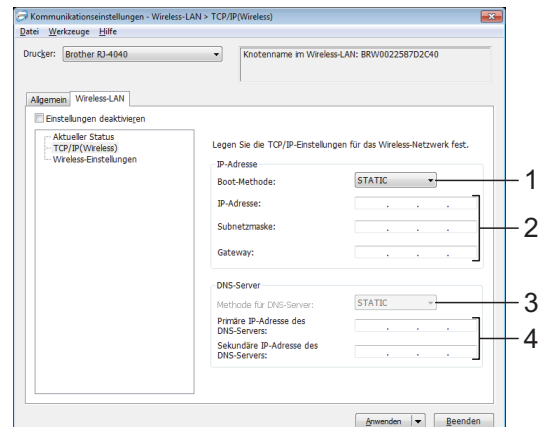 Kommunikationseinstellungen - Wireless-LAN > TCP/IP(Wireless)
Datei Werkzeuge Hilfe
Drucker: Brother RJ-4040
Knotenname im Wireless-LAN: BRW0022587D2C40
Allgemein Wireless-LAN
Einstellungen deaktivieren
Aktueller Status
TCP/IP(Wireless)
Wireless-Einstellungen
Legen Sie die TCP/IP-Einstellungen für das Wireless-Netzwerk fest.
IP-Adresse
Boot-Methode: STATIC 1
IP-Adresse: . . .
2
Subnetzmaske: . . .
Gateway: . . .
DNS-Server
Methode für DNS-Server: STATIC 3
Primäre IP-Adresse des
DNS-Servers: . . .
4
Sekundäre IP-Adresse des
DNS-Servers: . . .
Anwenden Beenden